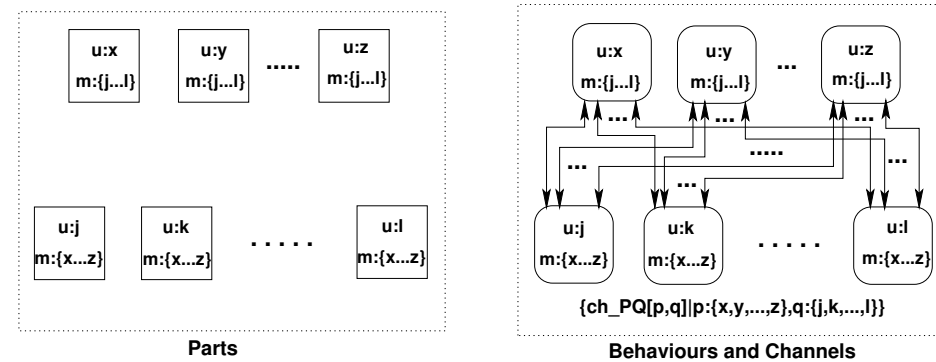 u:x
m:{j...l}
u:y
m:{j...l}
.....
u:z
m:{j...l}
u:j
m:{x...z}
u:k
m:{x...z}
.....
u:l
m:{x...z}
Parts
u:x
m:{j...l}
u:y
m:{j...l}
...
u:z
m:{j...l}
...
...
...
...
.....
...
...
...
u:j
m:{x...z}
u:k
m:{x...z}
.....
u:l
m:{x...z}
{ch_PQ[p,q]|p:{x,y,...,z},q:{j,k,...,l}}
Behaviours and Channels